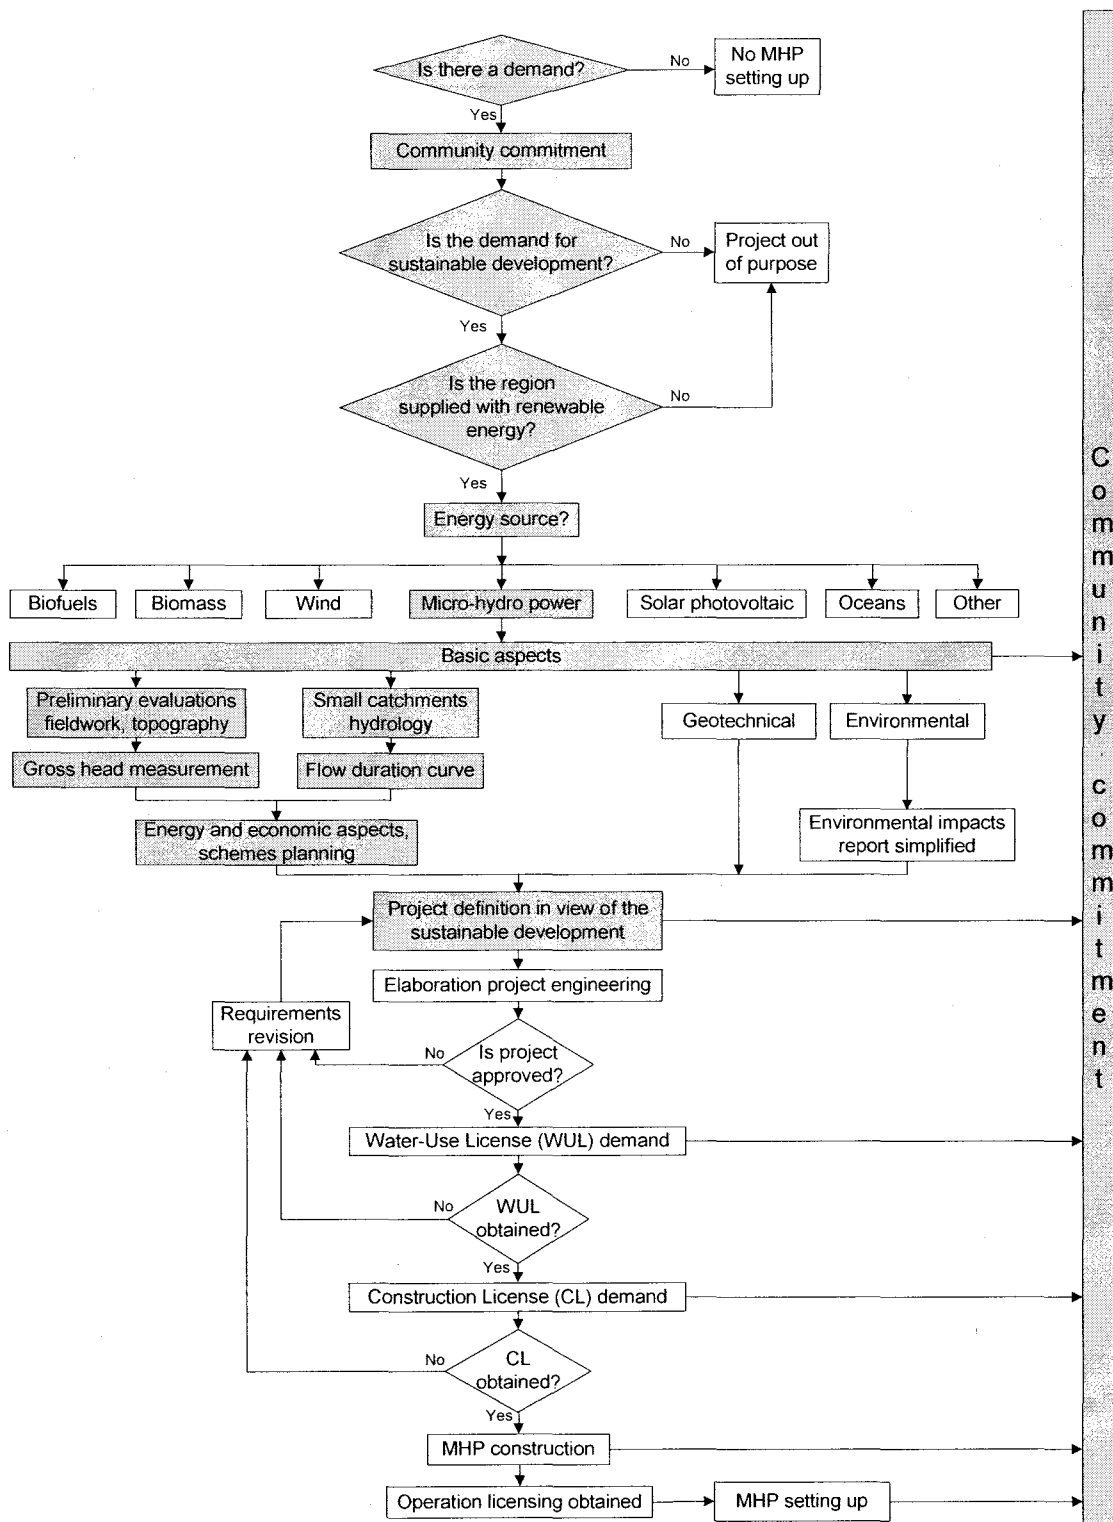 Is there a demand?
No
No MHP
setting up
Yes
Community commitment
Is the demand for
sustainable development?
No
Project out
of purpose
Yes
Is the region
supplied with renewable
energy?
No
Yes
Energy source?
Biofuels
Biomass
Wind
Micro-hydro power
Solar photovoltaic
Oceans
Other
Basic aspects
Preliminary evaluations
fieldwork, topography
Small catchments
hydrology
Geotechnical
Environmental
Gross head measurement
Flow duration curve
Energy and economic aspects,
schemes planning
Environmental impacts
report simplified
Project definition in view of the
sustainable development
Elaboration project engineering
Requirements
revision
No
Is project
approved?
Yes
Water-Use License (WUL) demand
No
WUL
obtained?
Yes
Construction License (CL) demand
No
CL
obtained?
Yes
MHP construction
Operation licensing obtained
MHP setting up
Community commitment